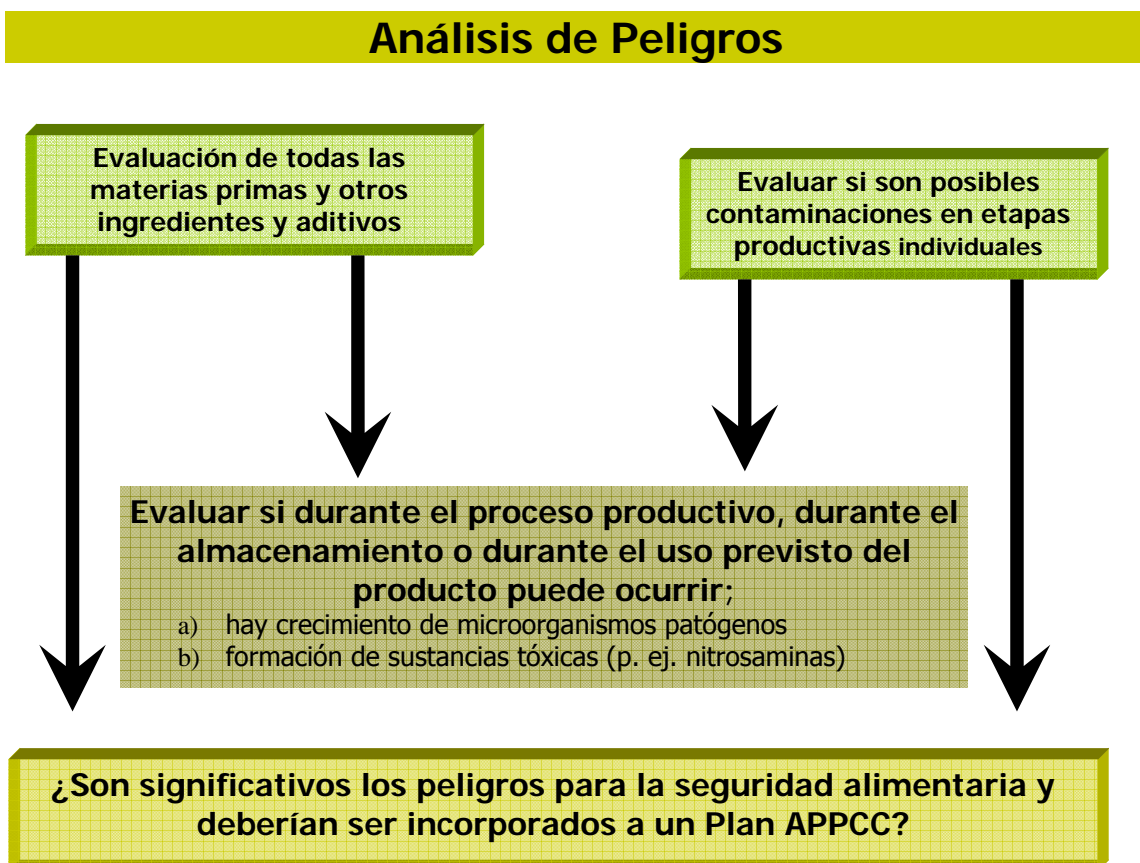 Análisis de Peligros
Evaluación de todas las
materias primas y otros
ingredientes y aditivos
Evaluar si son posibles
contaminaciones en etapas
productivas individuales
Evaluar si durante el proceso productivo, durante el
almacenamiento o durante el uso previsto del
producto puede ocurrir;
a) hay crecimiento de microorganismos patógenos
b) formación de sustancias tóxicas (p. ej. nitrosaminas)
¿Son significativos los peligros para la seguridad alimentaria y
deberían ser incorporados a un Plan APPCC?